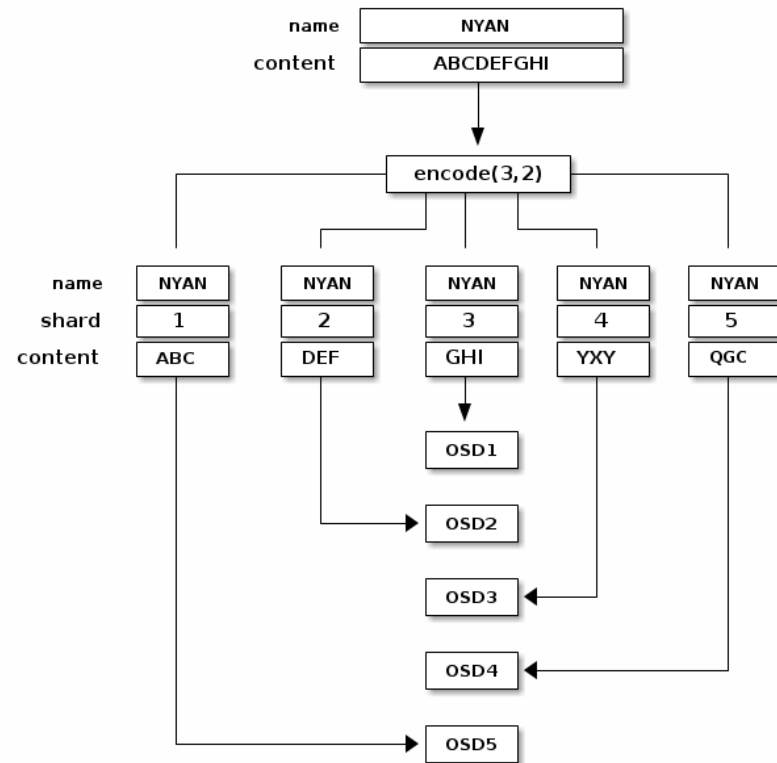 name NYAN
content ABCDEFGHI
encode(3,2)
name NYAN NYAN NYAN NYAN NYAN
shard 1 2 3 4 5
content ABC DEF GHI YXY QGC
OSD1
OSD2
OSD3
OSD4
OSD5